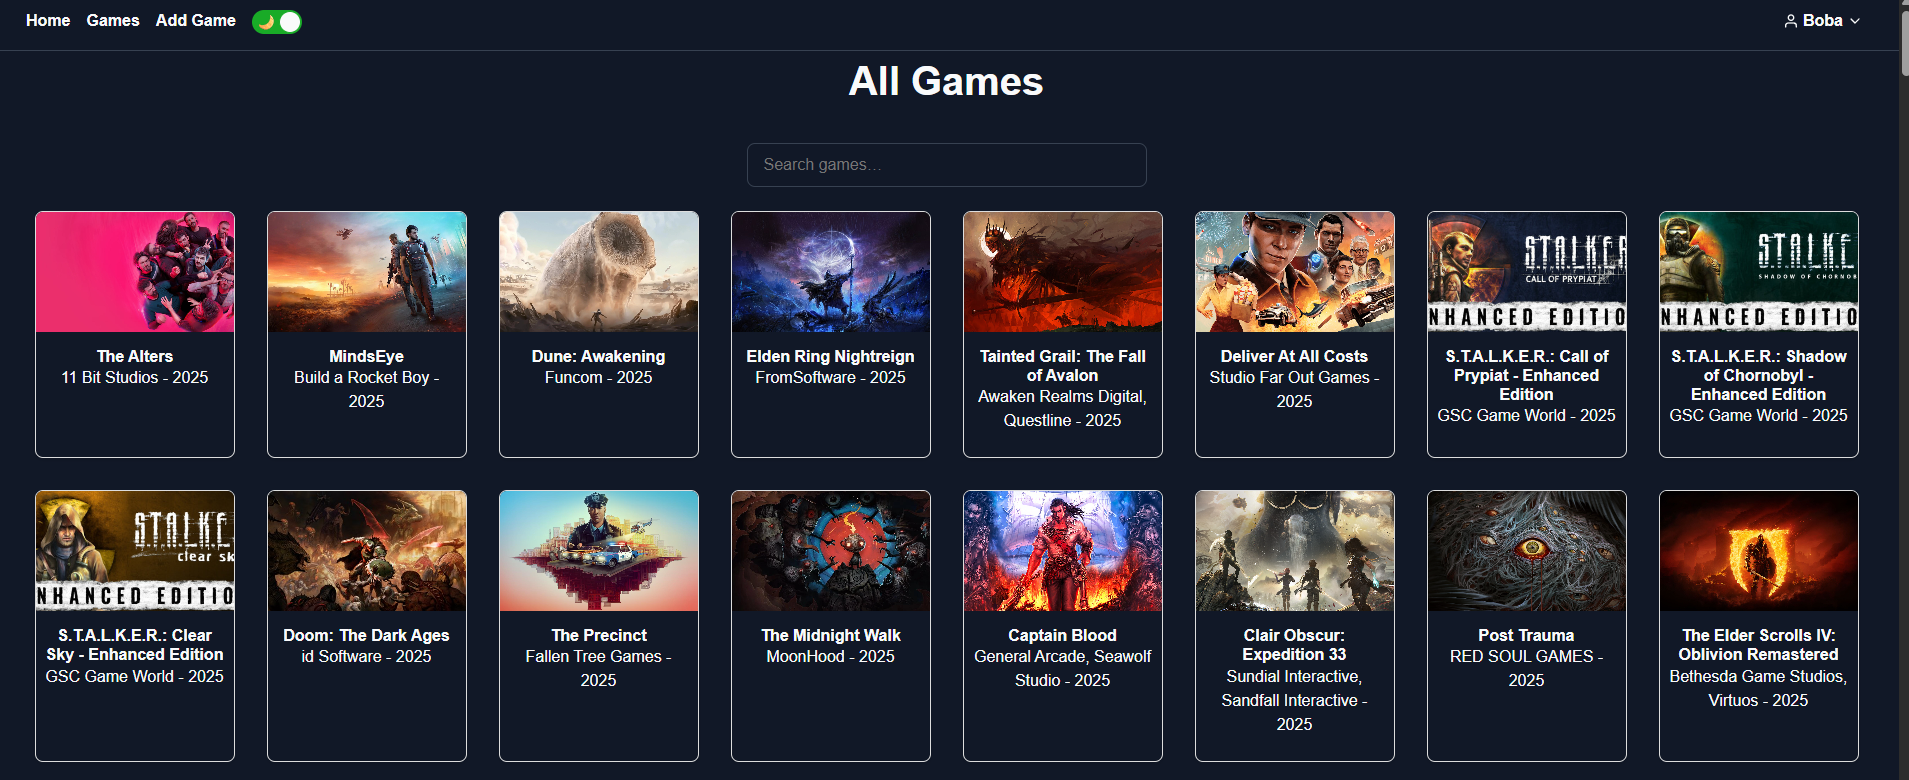 Home Games Add Game Boba
All Games
Search games...
STALKER
CALL OF PRYPIAT
NHANCED EDITIO
STALKE
SHADOW OF CHORNOB
NHANCED EDITIO
The Alters
11 Bit Studios - 2025
MindsEye
Build a Rocket Boy -
2025
Dune: Awakening
Funcom - 2025
Elden Ring Nightreign
FromSoftware - 2025
Tainted Grail: The Fall
of Avalon
Awaken Realms Digital,
Questline - 2025
Deliver At All Costs
Studio Far Out Games -
2025
S.T.A.L.K.E.R.: Call of
Prypiat - Enhanced
Edition
GSC Game World - 2025
S.T.A.L.K.E.R.: Shadow
of Chornobyl -
Enhanced Edition
GSC Game World - 2025
STALKE
clear sk
NHANCED EDITIO
S.T.A.L.K.E.R.: Clear
Sky - Enhanced Edition
GSC Game World - 2025
Doom: The Dark Ages
id Software - 2025
The Precinct
Fallen Tree Games -
2025
The Midnight Walk
MoonHood - 2025
Captain Blood
General Arcade, Seawolf
Studio - 2025
Clair Obscur:
Expedition 33
Sundial Interactive,
Sandfall Interactive -
2025
Post Trauma
RED SOUL GAMES -
2025
The Elder Scrolls IV:
Oblivion Remastered
Bethesda Game Studios,
Virtuos - 2025